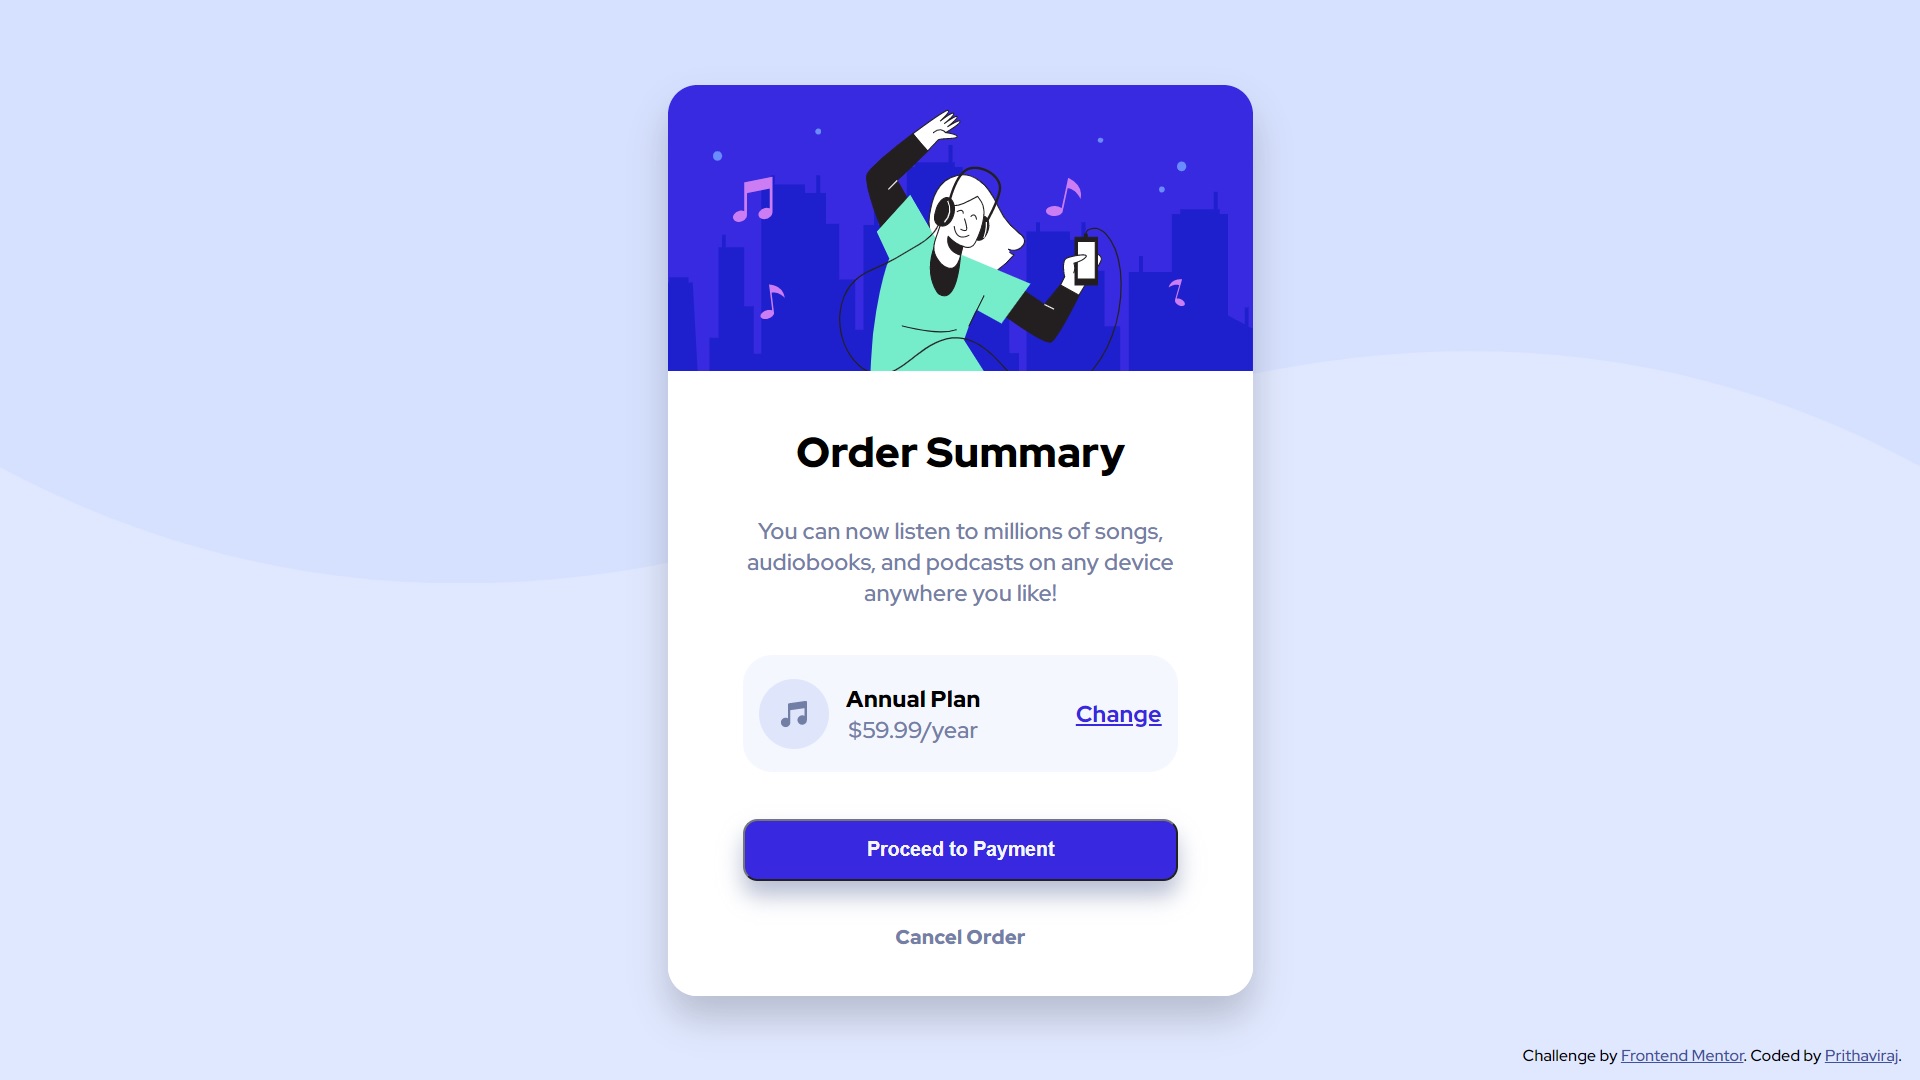 Order Summary
You can now listen to millions of songs,
audiobooks, and podcasts on any device
anywhere you like!
Annual Plan
$59.99/year
Change
Proceed to Payment
Cancel Order
Challenge by Frontend Mentor. Coded by Prithaviraj.